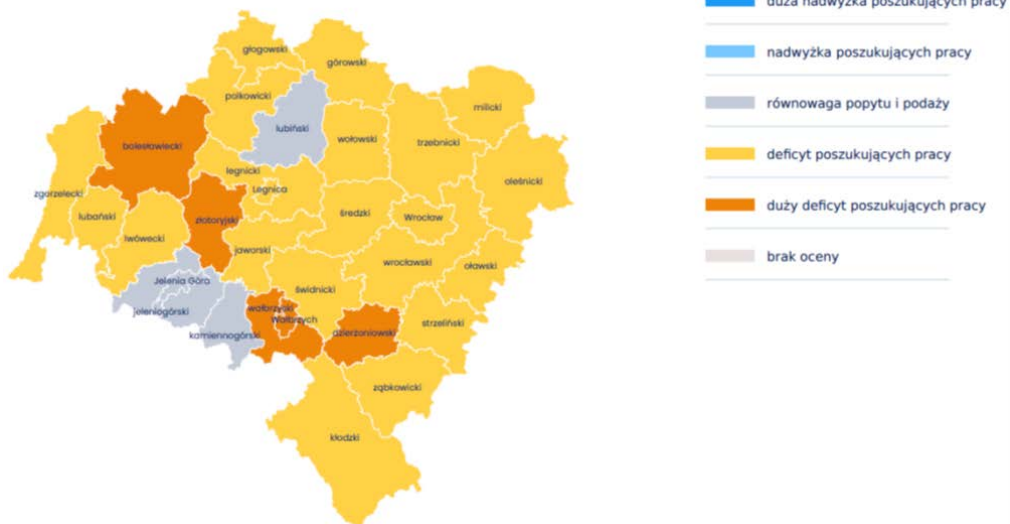 duża nadwyżka poszukujących pracy
nadwyżka poszukujących pracy
równowaga popytu i podaży
deficyt poszukujących pracy
duży deficyt poszukujących pracy
brak oceny
głogowski
górowski
polkowicki
milicki
lubiński
wołowski
trzebnicki
bolesławiecki
legnicki
oleśnicki
Legnica
zgorzelecki
lubański
złotoryjski
średzki
Wrocław
lwówecki
jaworski
wrocławski
oławski
Jelenia Góra
świdnicki
jeleniogórski
wałbrzyski
Wałbrzych
strzeliński
kamiennogórski
dzierżoniowski
ząbkowicki
kłodzki